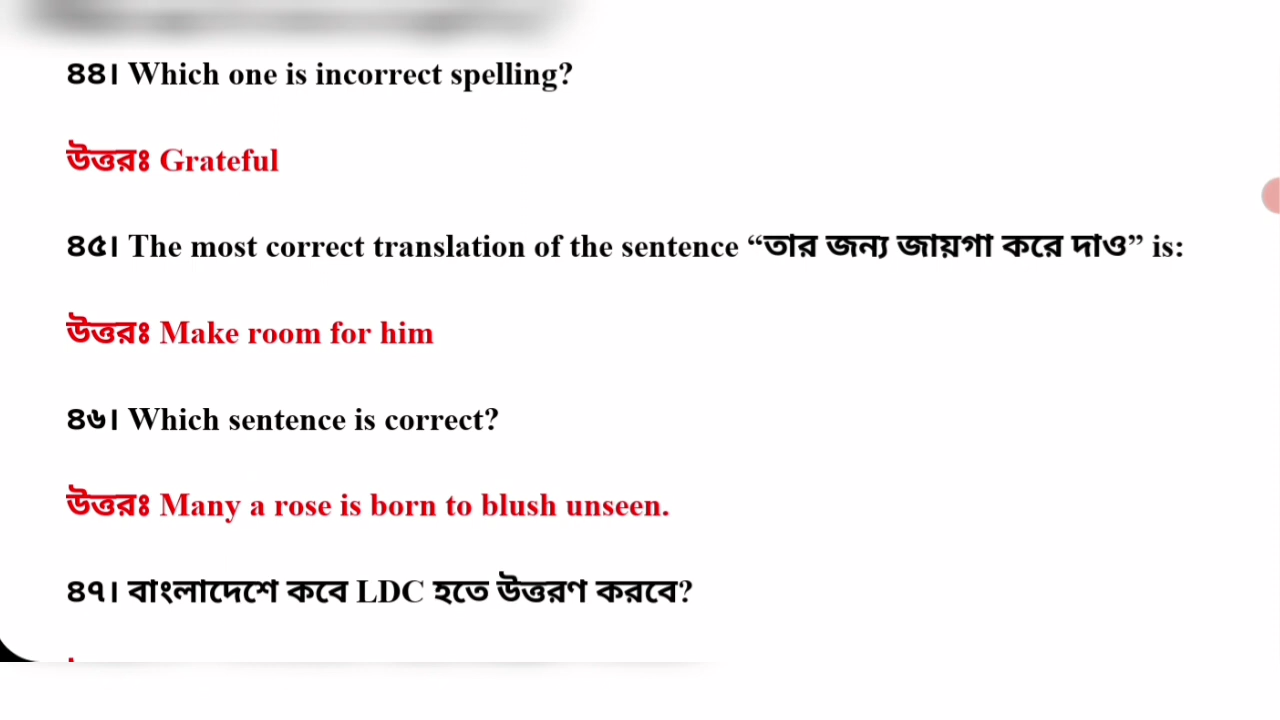 ৪৪। Which one is incorrect spelling?
উত্তরঃ Grateful
৪৫। The most correct translation of the sentence “তার জন্য জায়গা করে দাও” is:
উত্তরঃ Make room for him
৪৬। Which sentence is correct?
উত্তরঃ Many a rose is born to blush unseen.
৪৭। বাংলাদেশে কবে LDC হতে উত্তরণ করবে?